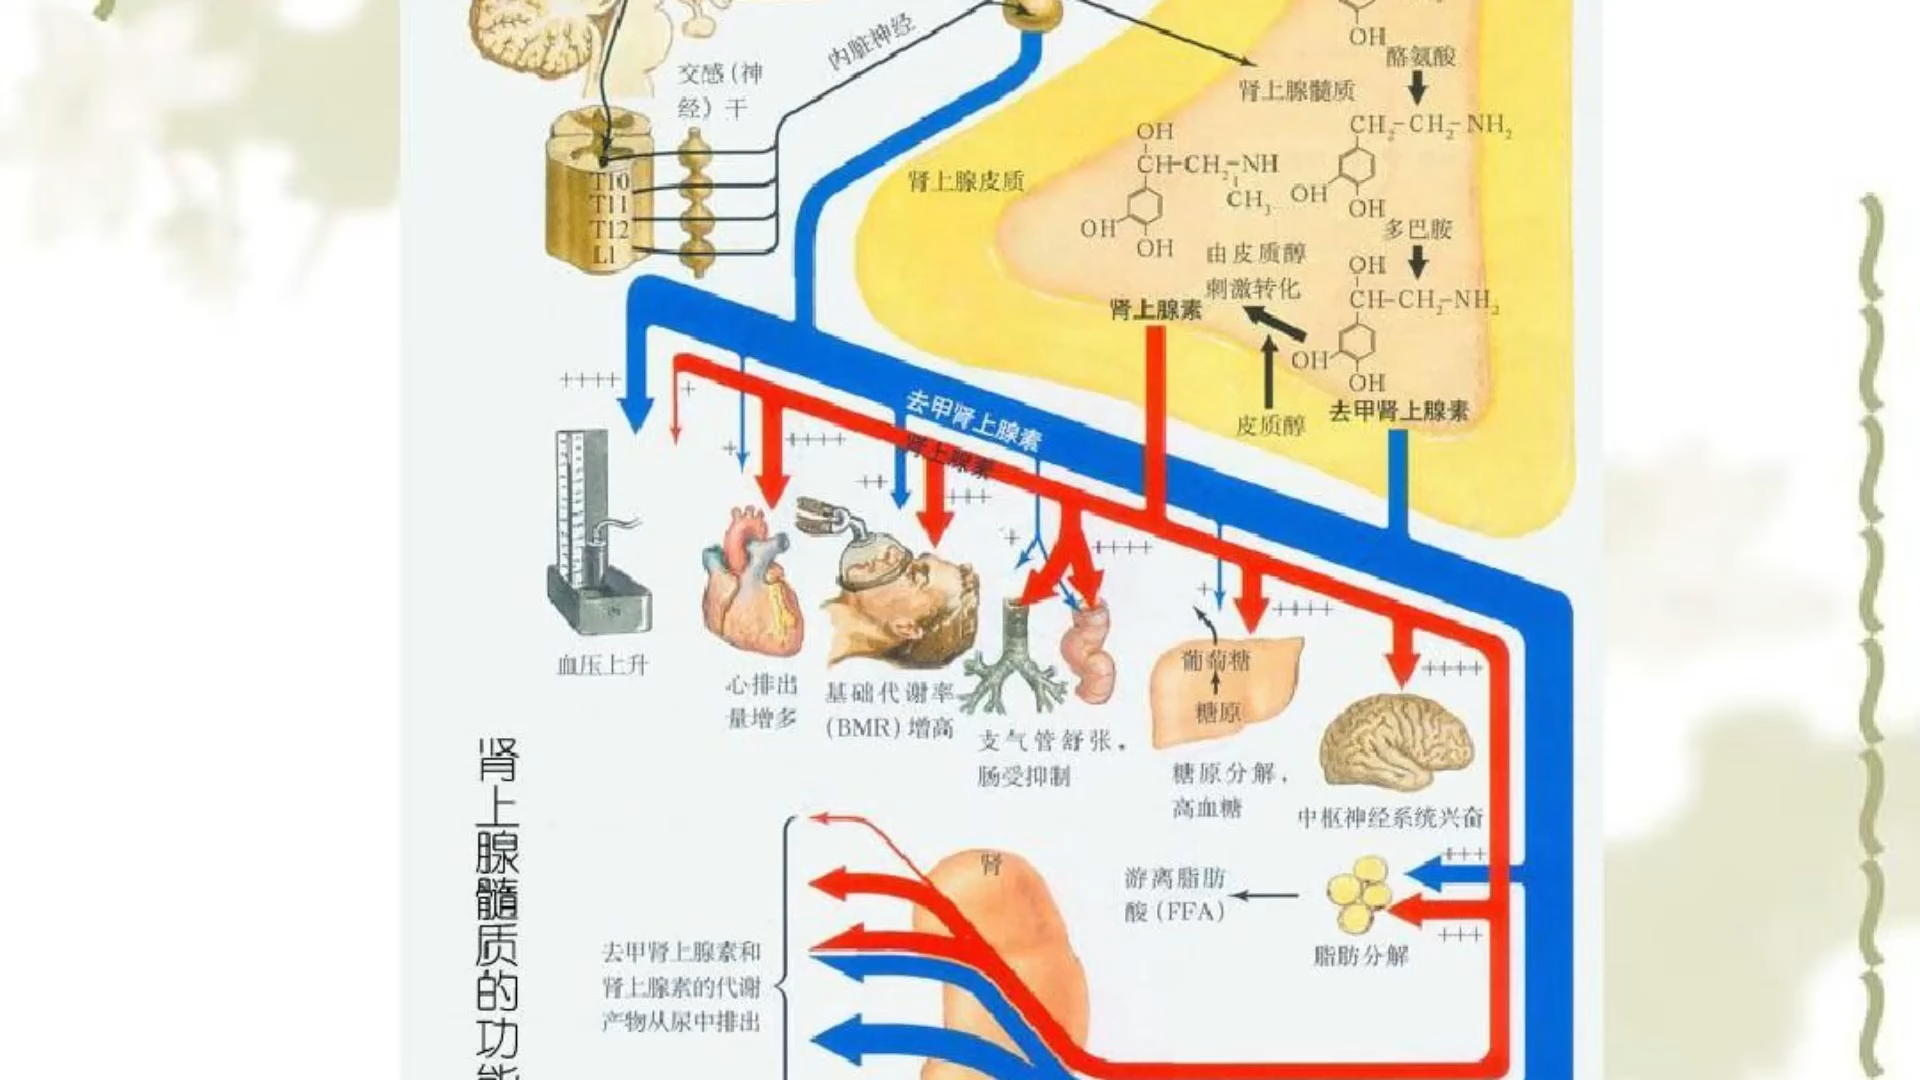 内脏神经
交感(神
经)干
T10
T11
T12
L1
OH
酪氨酸
肾上腺髓质
CH2-CH2-NH2
OH
OH
多巴胺
肾上腺皮质
OH
CH-CH2-NH
CH3
OH
OH
由皮质醇
刺激转化
肾上腺素
OH
CH-CH2-NH2
OH
OH
去甲肾上腺素
皮质醇
去甲肾上腺素
肾上腺素
++++
+
+
++++
++
+++
+
++++
+
++++
++++
血压上升
心排出
量增多
基础代谢率
(BMR)增高
支气管舒张,
肠受抑制
葡萄糖
糖原
糖原分解,
高血糖
中枢神经系统兴奋
+++
+++
游离脂肪
酸(FFA)
脂肪分解
肾
去甲肾上腺素和
肾上腺素的代谢
产物从尿中排出
肾上腺髓质的功能